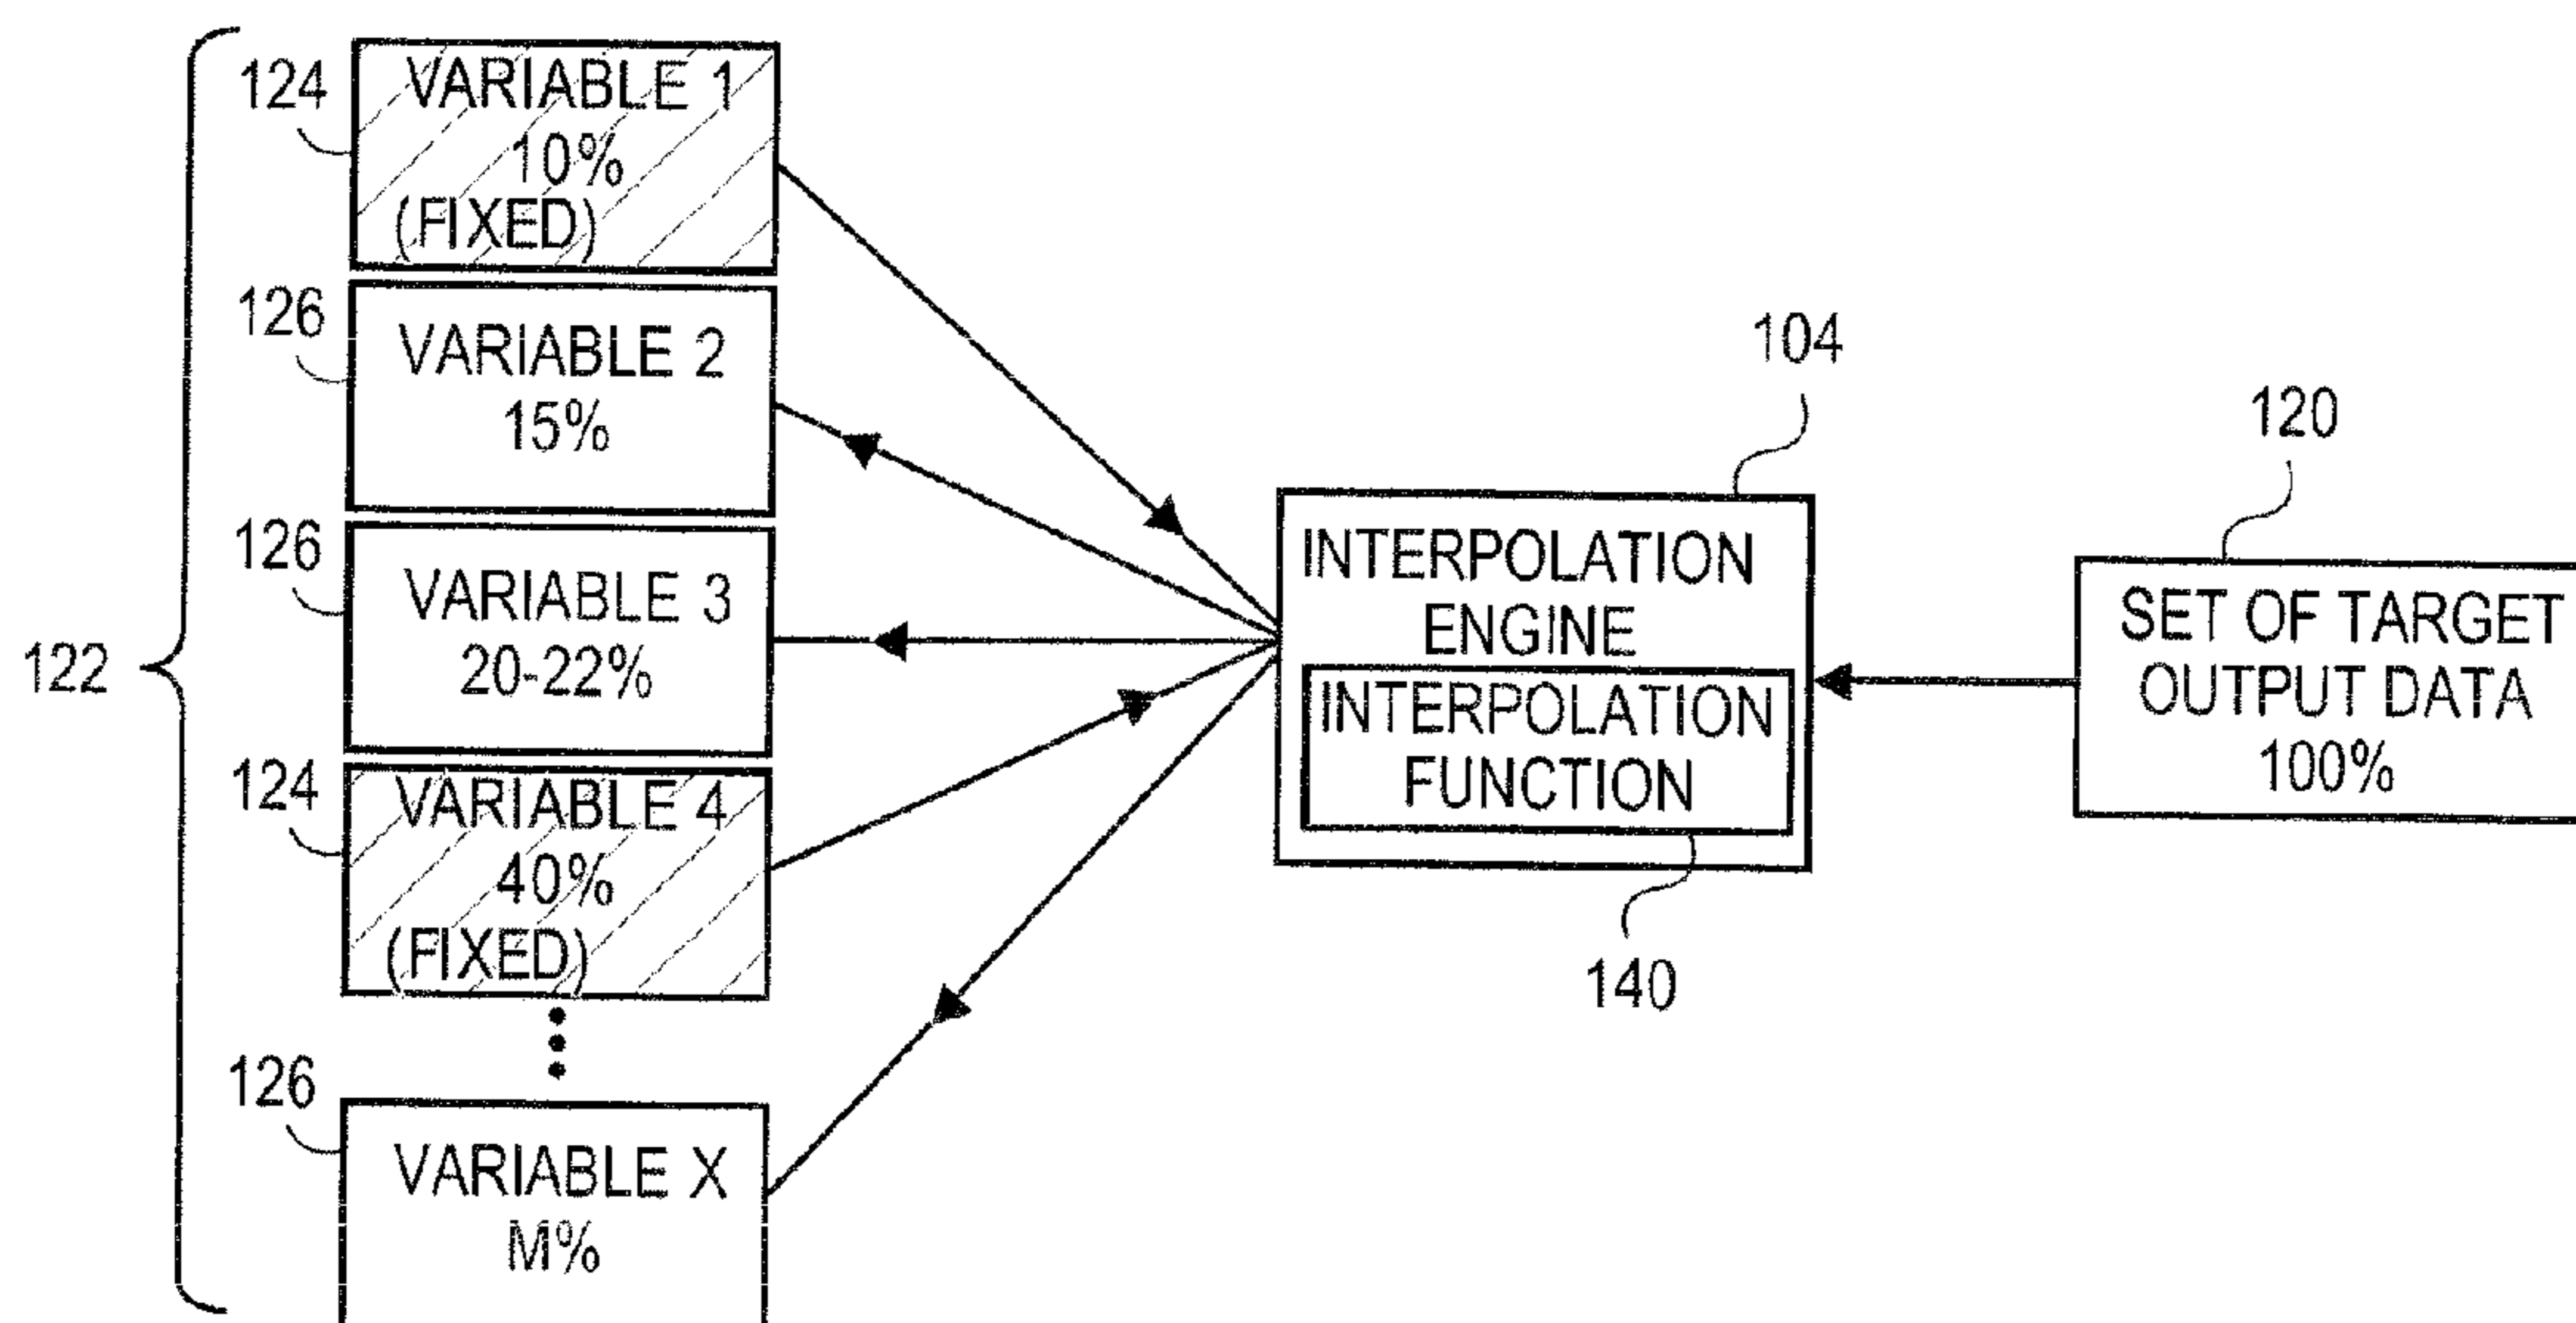 124
VARIABLE 1
10%
(FIXED)
126
VARIABLE 2
15%
126
VARIABLE 3
20-22%
122
124
VARIABLE 4
40%
(FIXED)
126
VARIABLE X
M%
104
INTERPOLATION
ENGINE
INTERPOLATION
FUNCTION
140
120
SET OF TARGET
OUTPUT DATA
100%